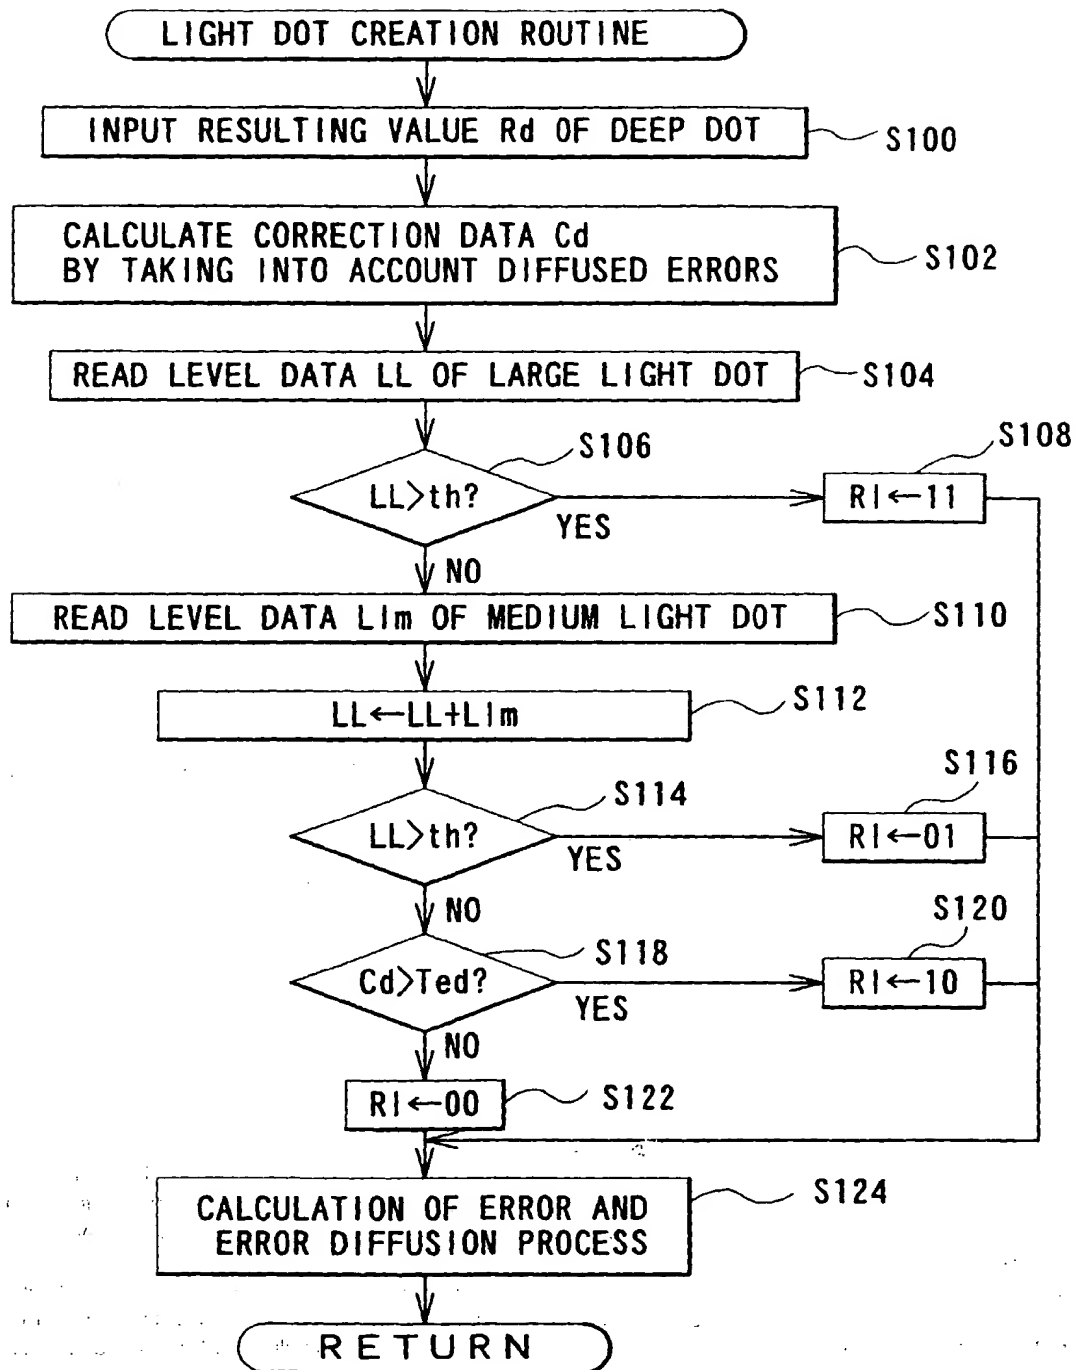 LIGHT DOT CREATION ROUTINE
INPUT RESULTING VALUE Rd OF DEEP DOT
S100
CALCULATE CORRECTION DATA Cd
BY TAKING INTO ACCOUNT DIFFUSED ERRORS
S102
READ LEVEL DATA LL OF LARGE LIGHT DOT
S104
S106
LL>th?
YES
S108
Rl←11
NO
READ LEVEL DATA Llm OF MEDIUM LIGHT DOT
S110
LL←LL+Llm
S112
S114
LL>th?
YES
S116
Rl←01
NO
S118
Cd>Ted?
YES
S120
Rl←10
NO
Rl←00
S122
CALCULATION OF ERROR AND
ERROR DIFFUSION PROCESS
S124
RETURN